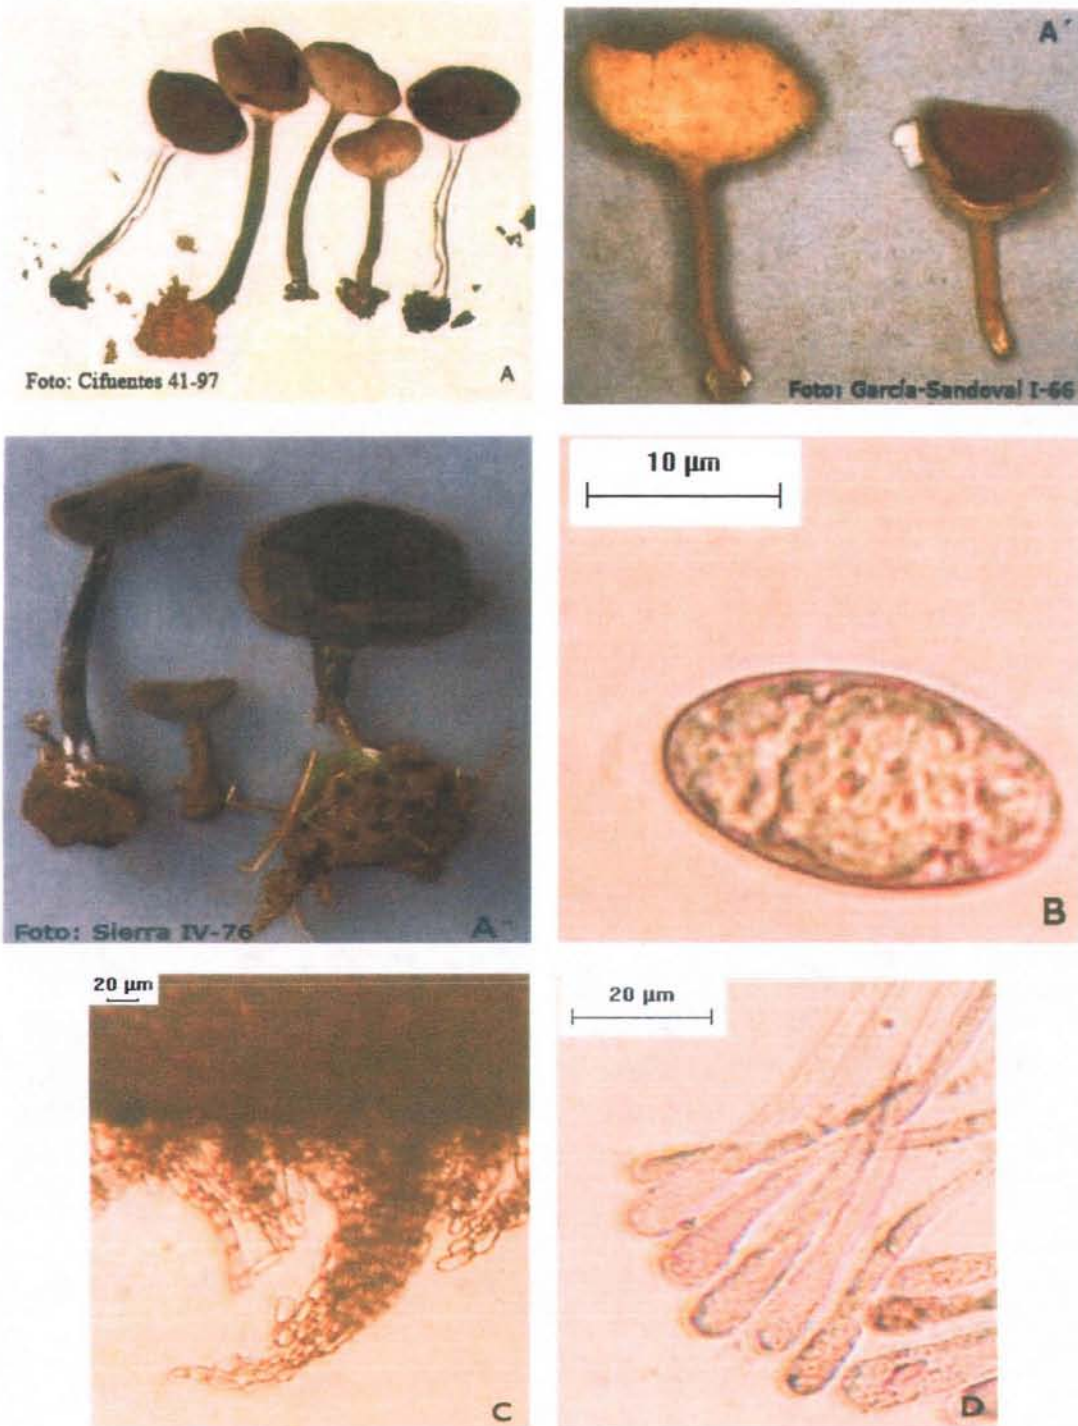 A´
Foto: Cifuentes 41-97
A
Foto: García-Sandoval I-66
10 µm
Foto: Sierra IV-76
A¨
B
20 µm
20 µm
C
D